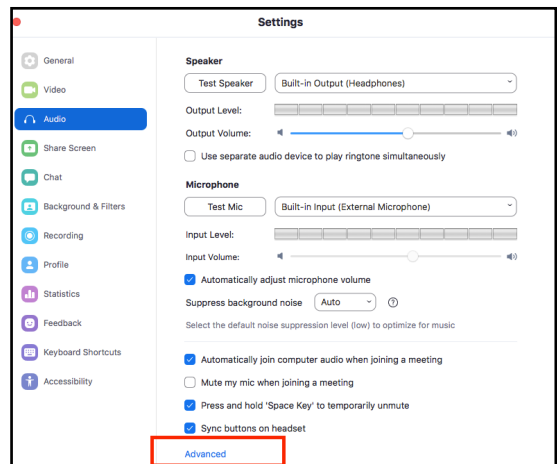 Settings
General
Video
Audio
Share Screen
Chat
Background & Filters
Recording
Profile
Statistics
Feedback
Keyboard Shortcuts
Accessibility
Speaker
Test Speaker Built-in Output (Headphones)
Output Level:
Output Volume:
Use separate audio device to play ringtone simultaneously
Microphone
Test Mic Built-in Input (External Microphone)
Input Level:
Input Volume:
Automatically adjust microphone volume
Suppress background noise Auto ?
Select the default noise suppression level (low) to optimize for music
Automatically join computer audio when joining a meeting
Mute my mic when joining a meeting
Press and hold 'Space Key' to temporarily unmute
Sync buttons on headset
Advanced